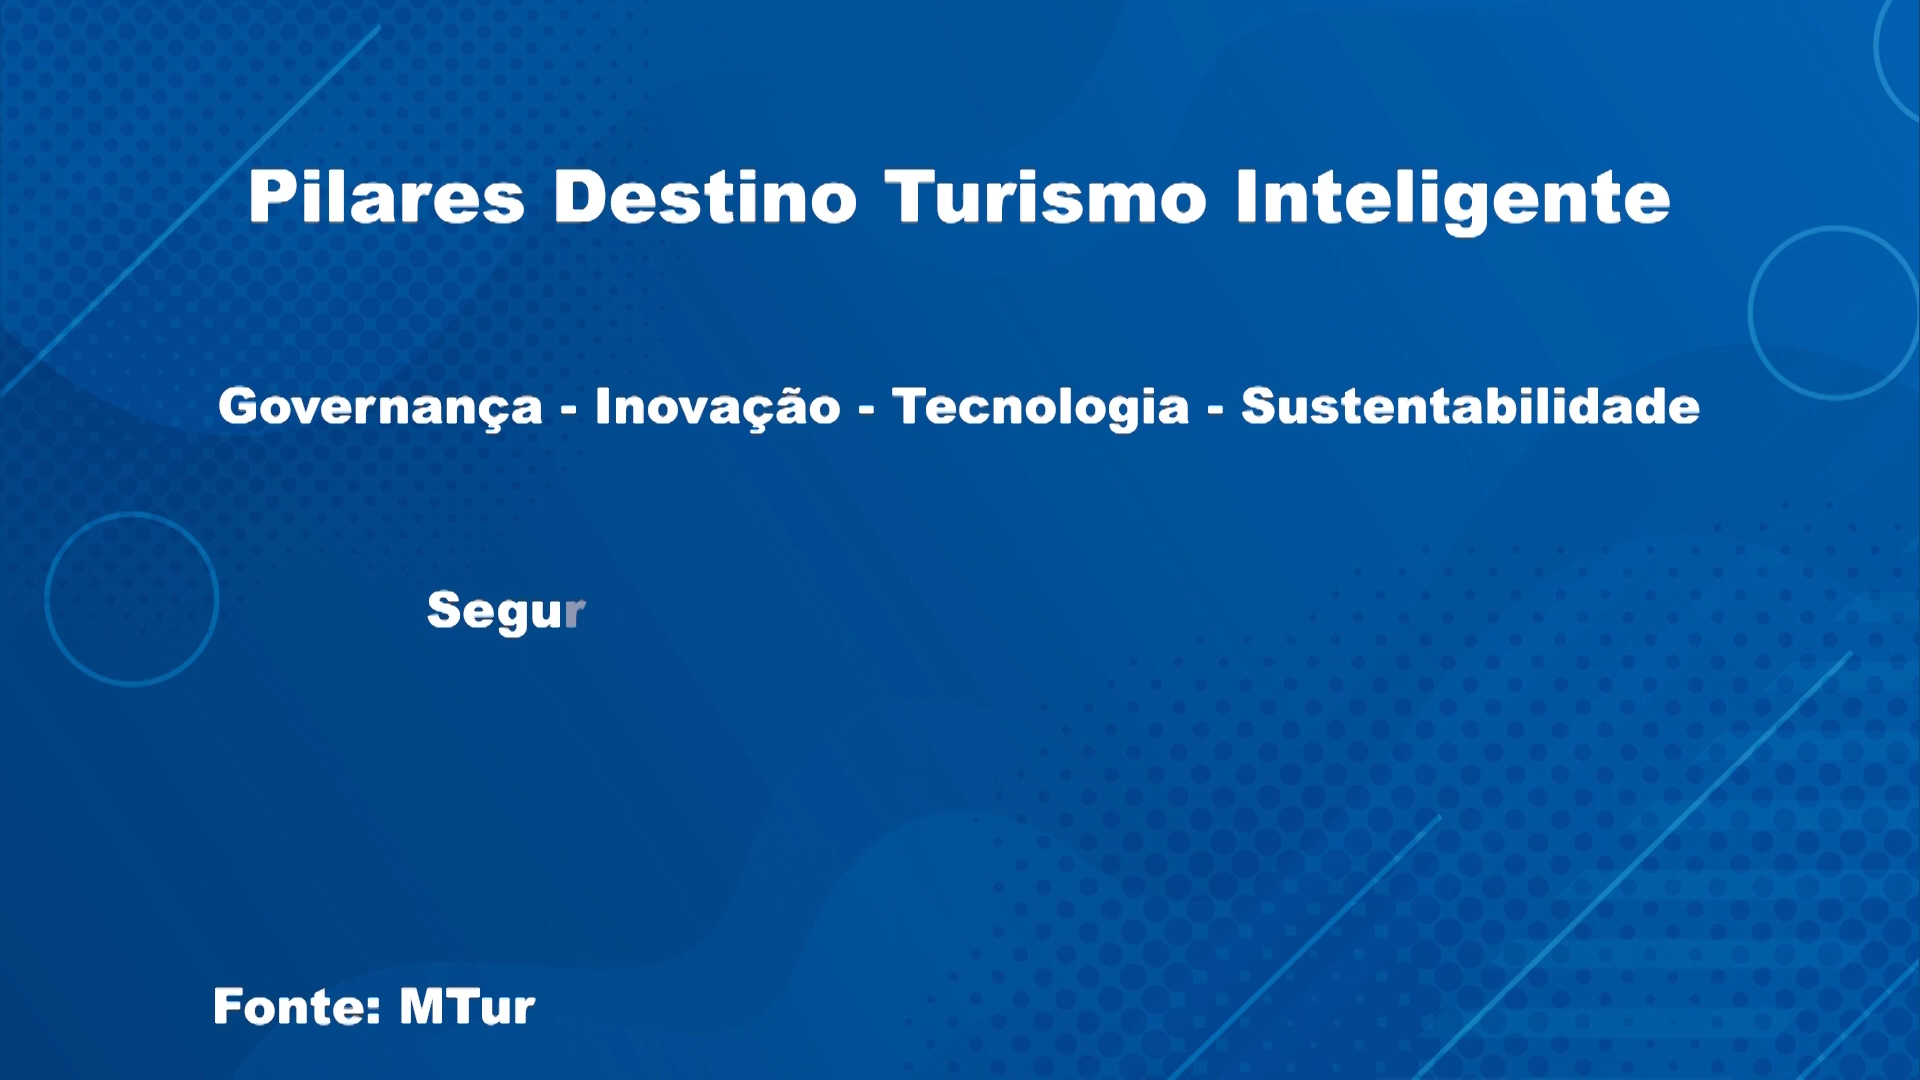 Pilares Destino Turismo Inteligente
Governança - Inovação - Tecnologia - Sustentabilidade
Segur
Fonte: MTur